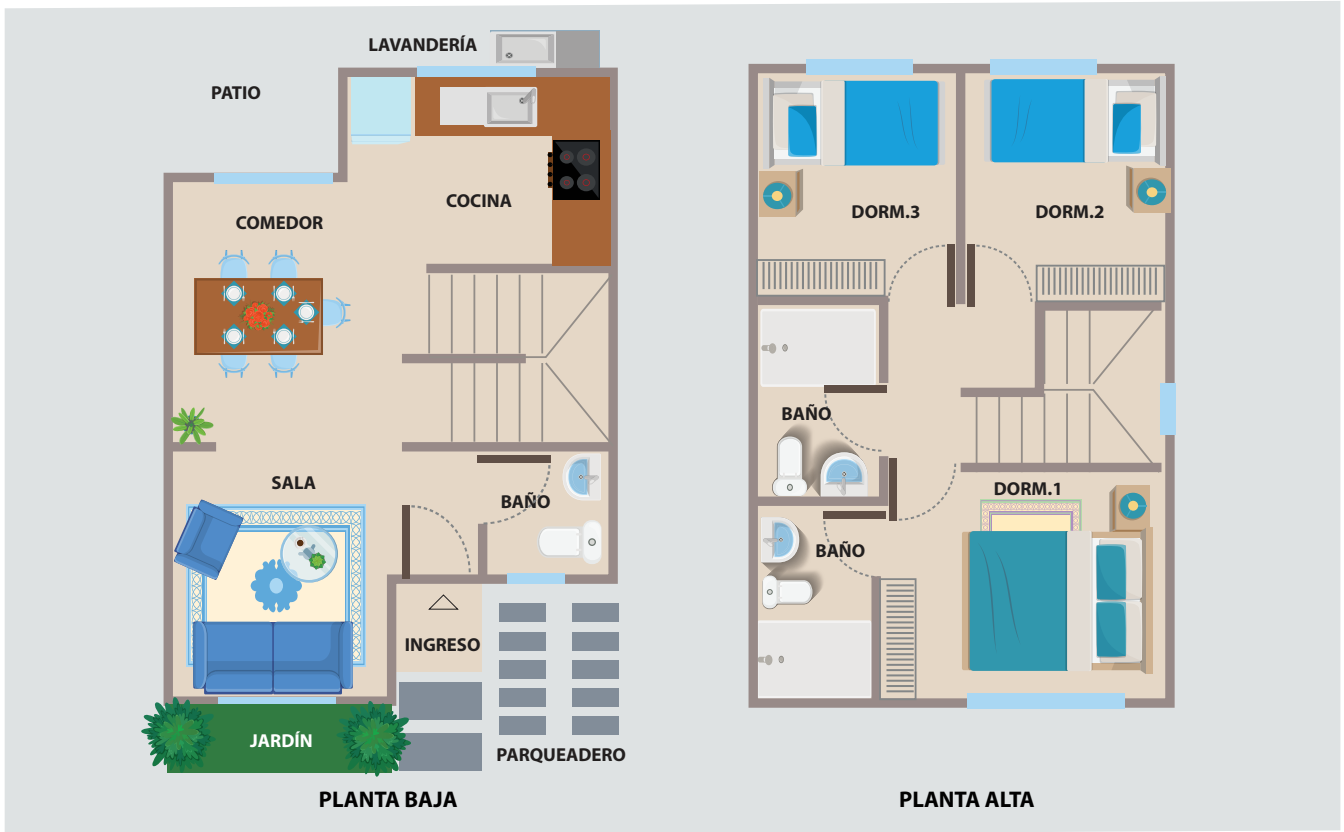 LAVANDERÍA
PATIO
COCINA
COMEDOR
SALA
BAÑO
INGRESO
JARDÍN
PARQUEADERO
PLANTA BAJA
DORM.3
DORM.2
BAÑO
DORM.1
BAÑO
PLANTA ALTA